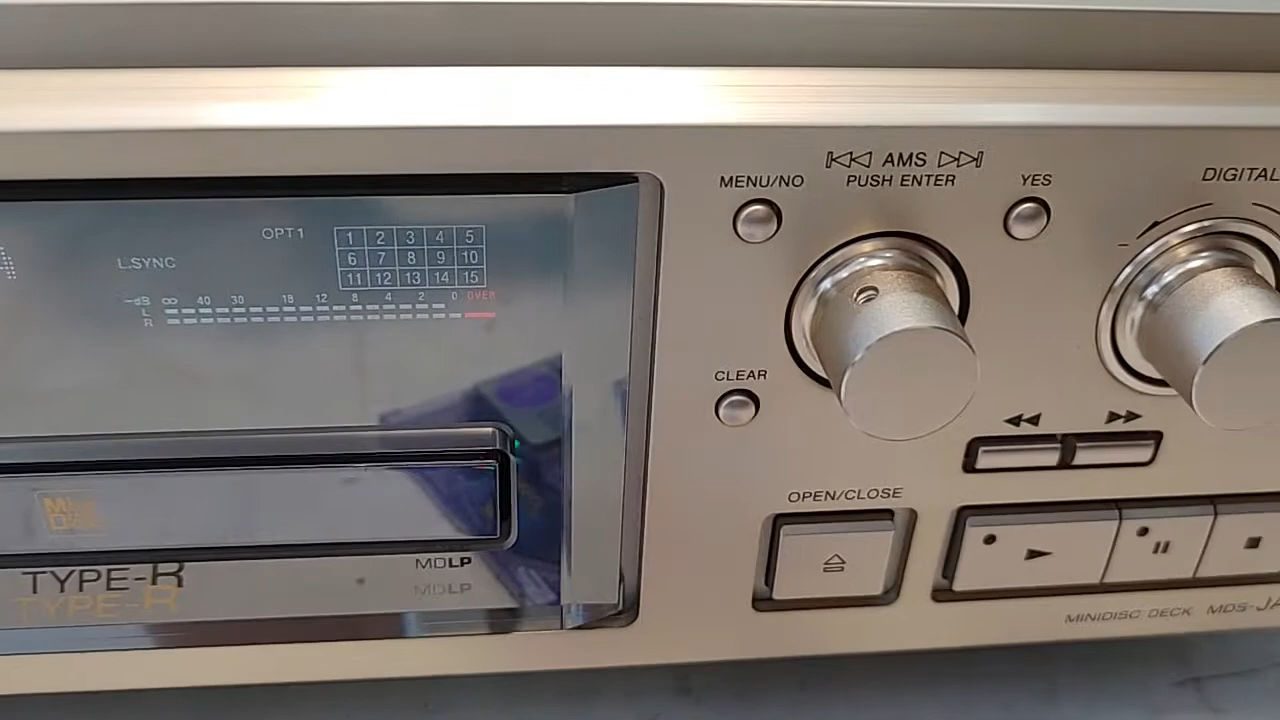 AMS
MENU/NO
PUSH ENTER
YES
DIGITAL
OPT1
1 2 3 4 5
6 7 8 9 10
11 12 13 14 15
L.SYNC
-dB ∞ 40 30 18 12 8 4 2 0 OVER
L
R
CLEAR
OPEN/CLOSE
MDLP
TYPE-R
MDLP
TYPE-R
MINIDISC DECK MDS-JA